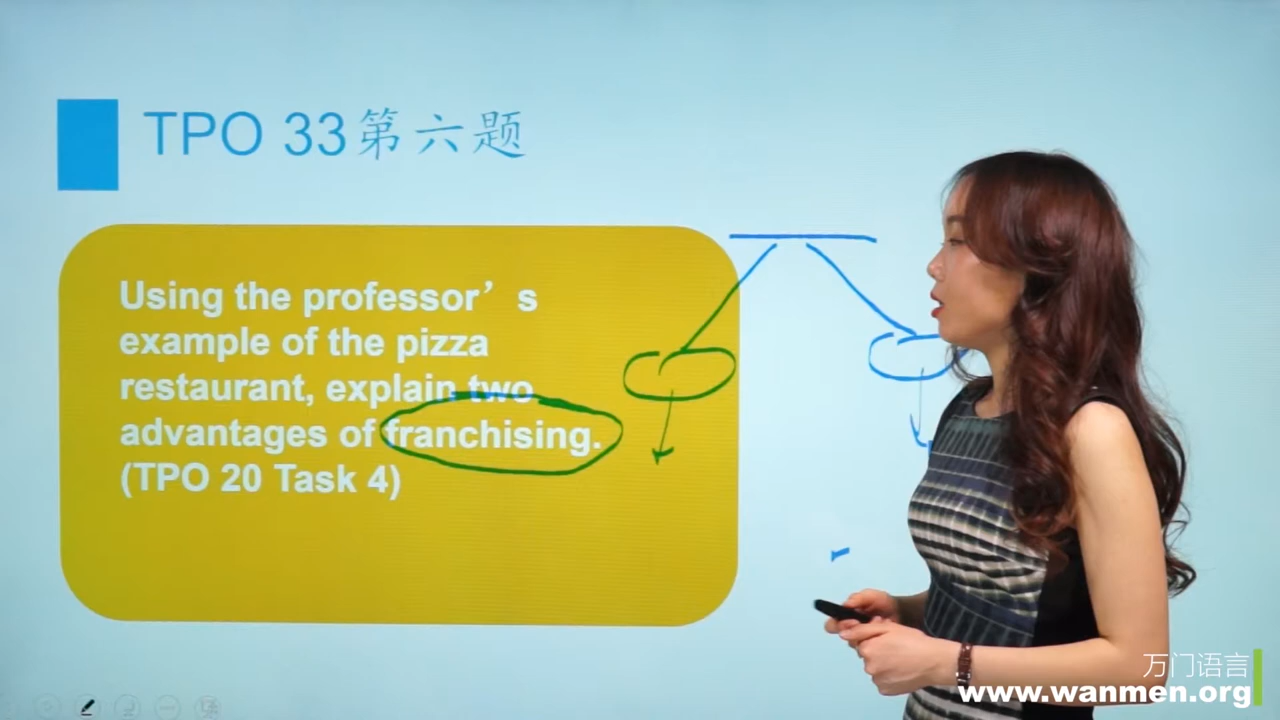 TPO 33第六题
Using the professor’s
example of the pizza
restaurant, explain two
advantages of franchising.
(TPO 20 Task 4)
万门语言
www.wanmen.org